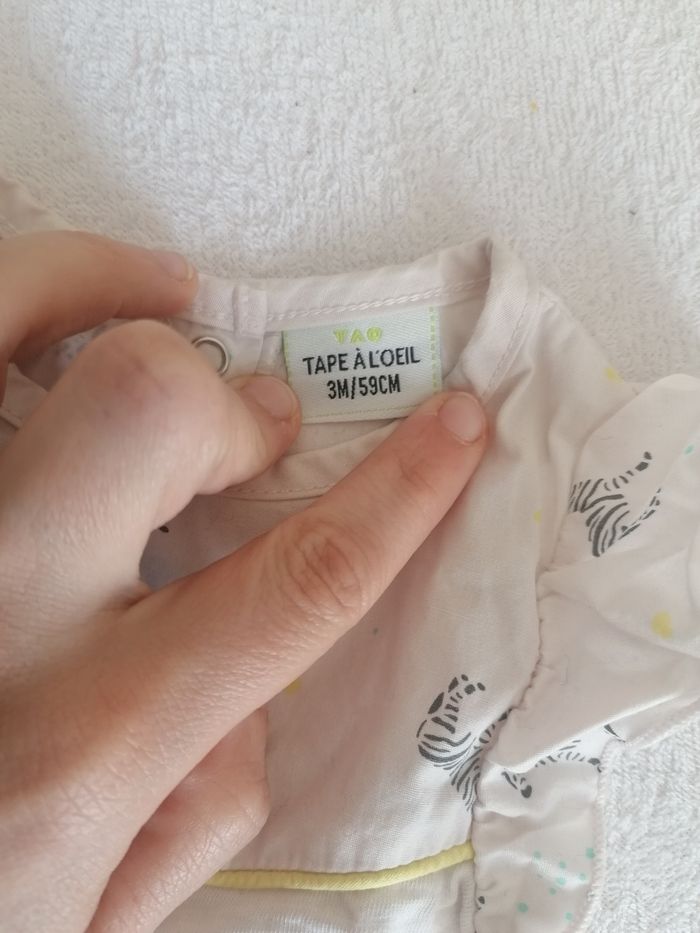 TAO
TAPE À L'OEIL
3M/59CM